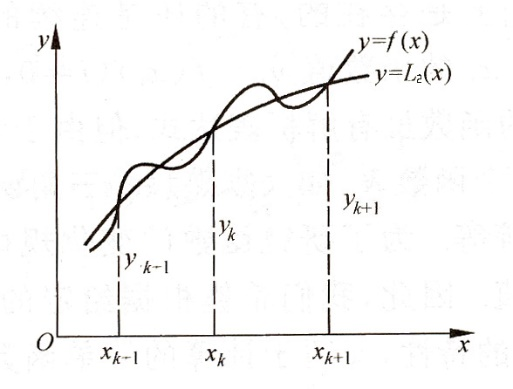 y
y=f(x)
y=L₂(x)
y_{k-1}
y_k
y_{k+1}
O
x_{k-1}
x_k
x_{k+1}
x